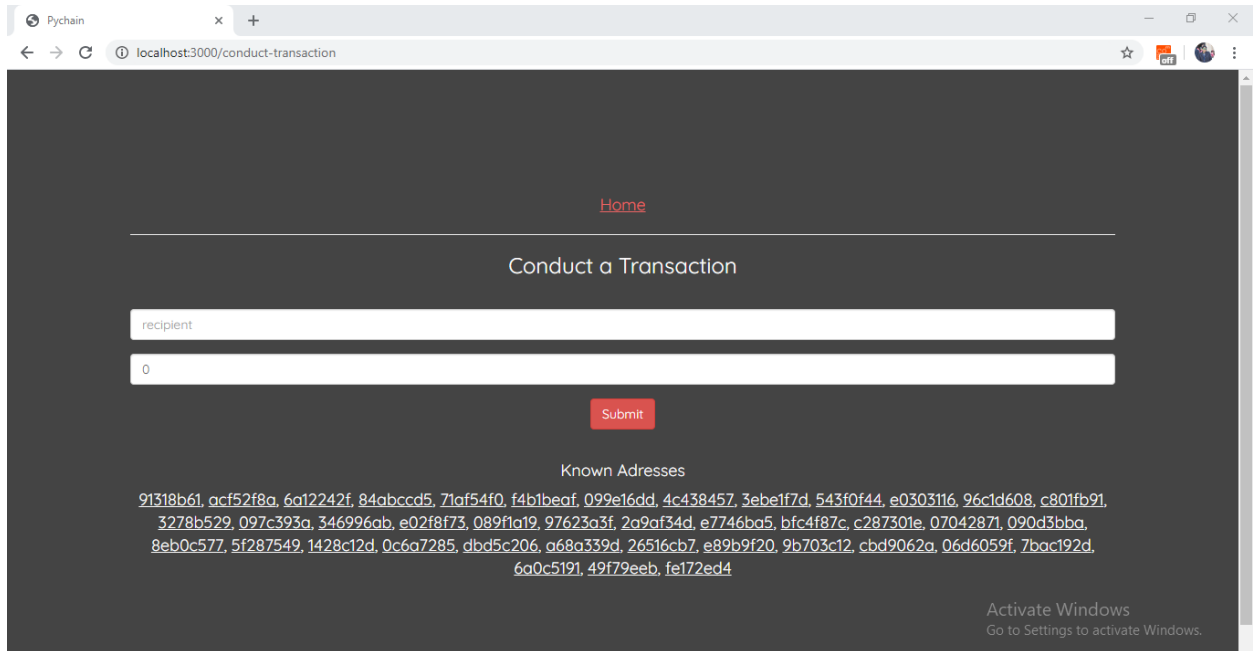 Pychain
localhost:3000/conduct-transaction
off
Home
Conduct a Transaction
recipient
0
Submit
Known Adresses
91318b61, acf52f8a, 6a12242f, 84abccd5, 71af54f0, f4b1beaf, 099e16dd, 4c438457, 3ebe1f7d, 543f0f44, e0303116, 96c1d608, c801fb91,
3278b529, 097c393a, 346996ab, e02f8f73, 089f1a19, 97623a3f, 2a9af34d, e7746ba5, bfc4f87c, c287301e, 07042871, 090d3bba,
8eb0c577, 5f287549, 1428c12d, 0c6a7285, dbd5c206, a68a339d, 26516cb7, e89b9f20, 9b703c12, cbd9062a, 06d6059f, 7bac192d,
6a0c5191, 49f79eeb, fe172ed4
Activate Windows
Go to Settings to activate Windows.